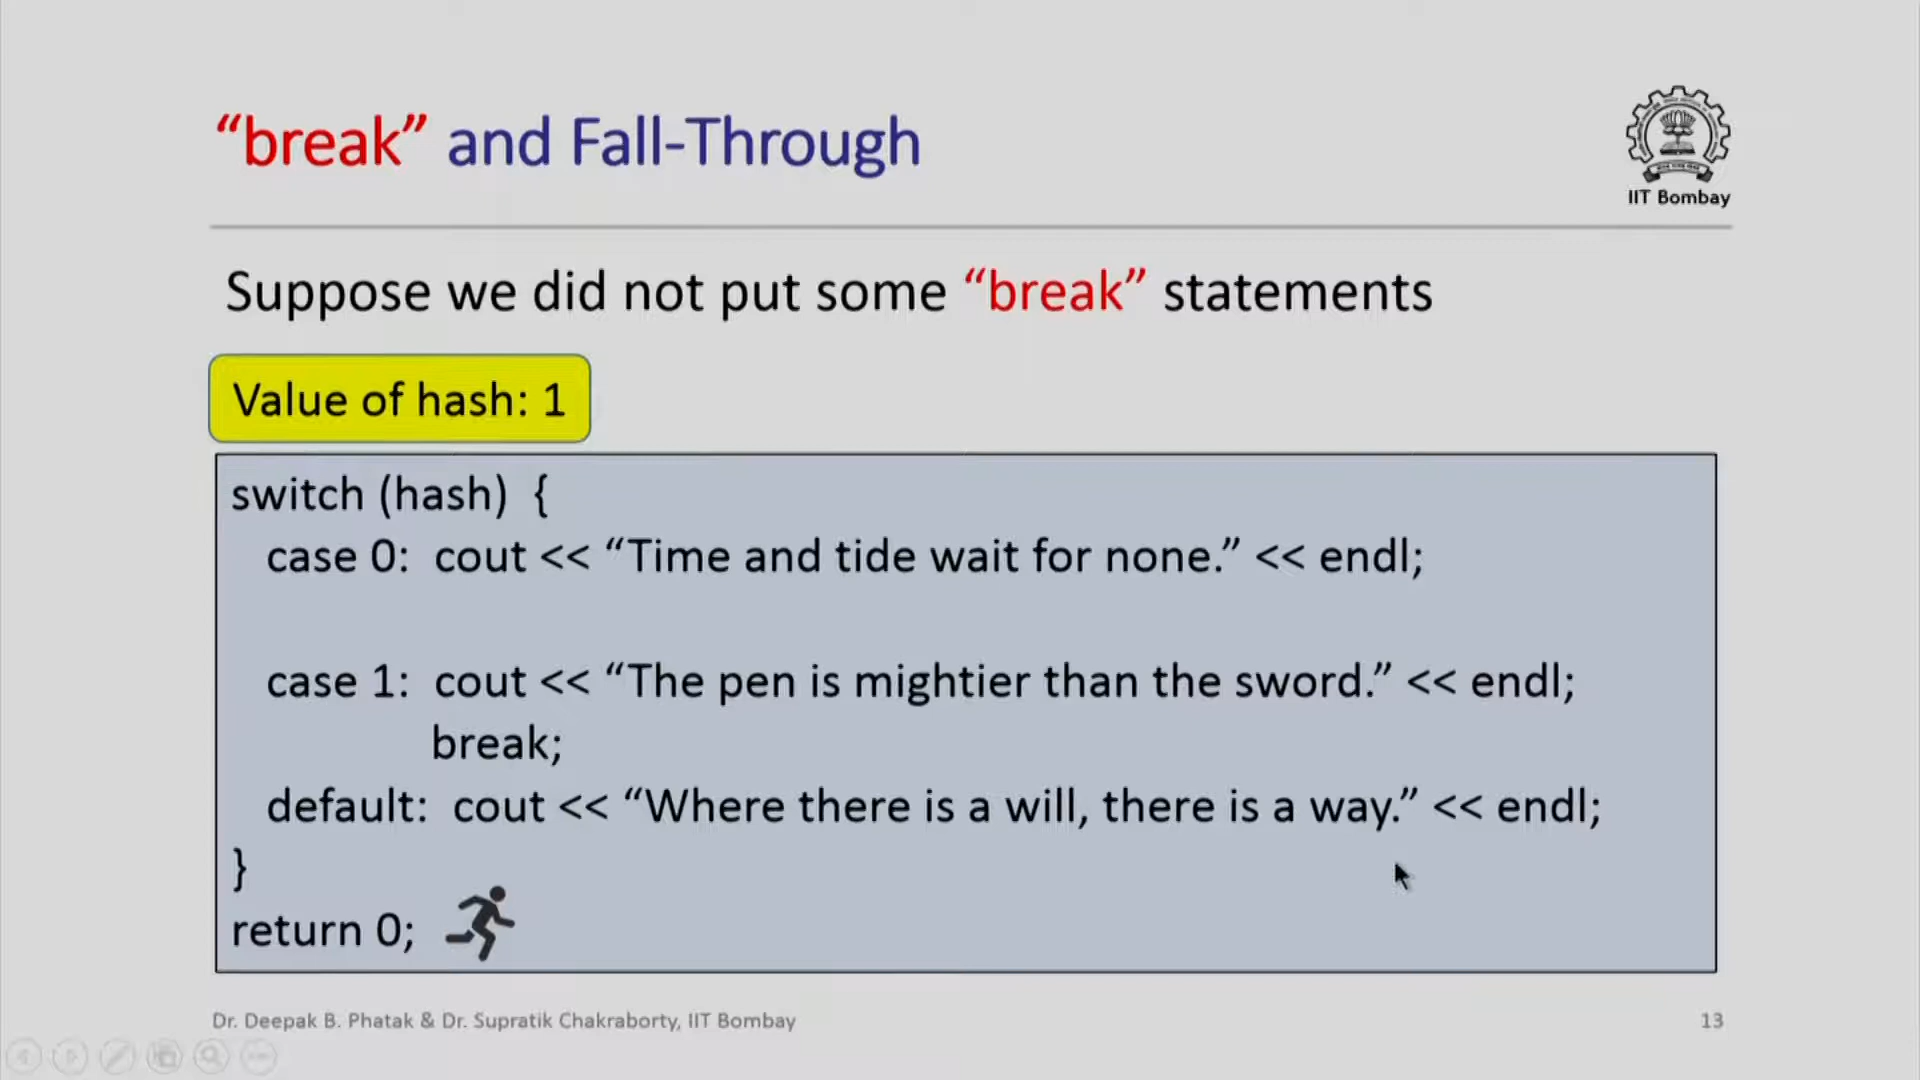 “break” and Fall-Through
IIT Bombay
Suppose we did not put some “break” statements
Value of hash: 1
switch (hash) {
case 0: cout << “Time and tide wait for none.” << endl;
case 1: cout << “The pen is mightier than the sword.” << endl;
break;
default: cout << “Where there is a will, there is a way.” << endl;
}
return 0;
Dr. Deepak B. Phatak & Dr. Supratik Chakraborty, IIT Bombay
13